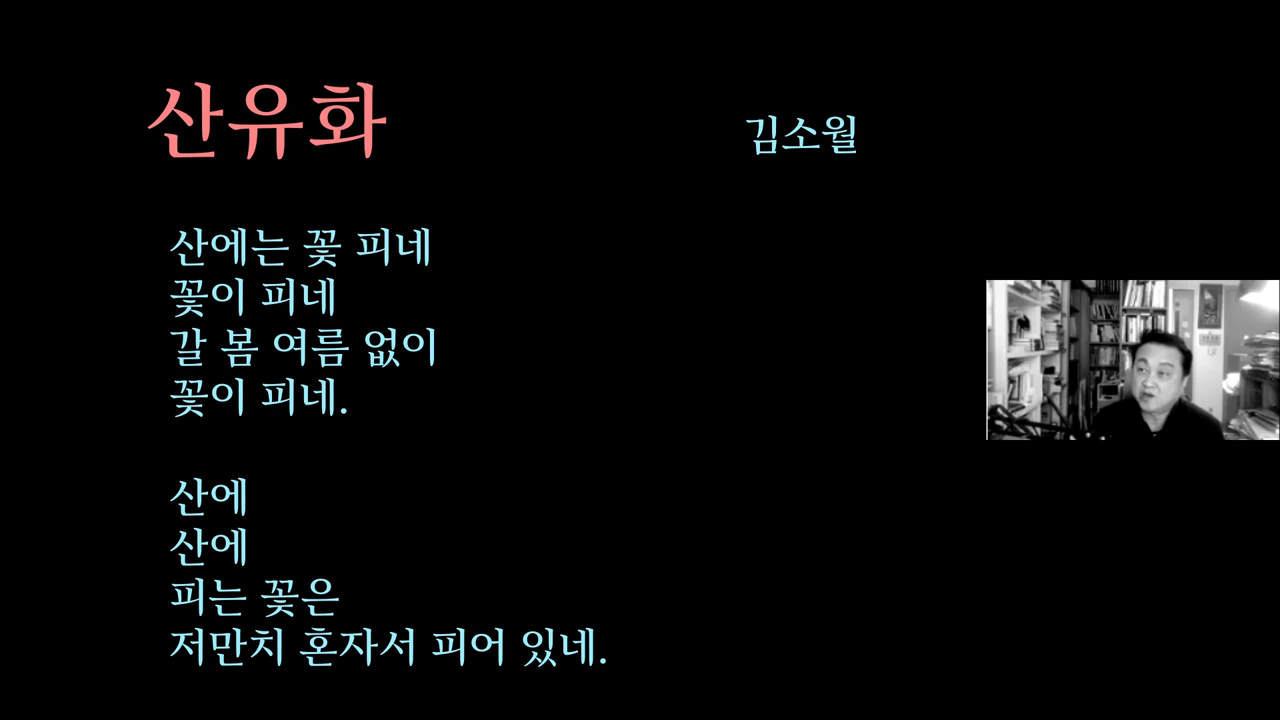 산유화
김소월
산에는 꽃 피네
꽃이 피네
갈 봄 여름 없이
꽃이 피네.
산에
산에
피는 꽃은
저만치 혼자서 피어 있네.